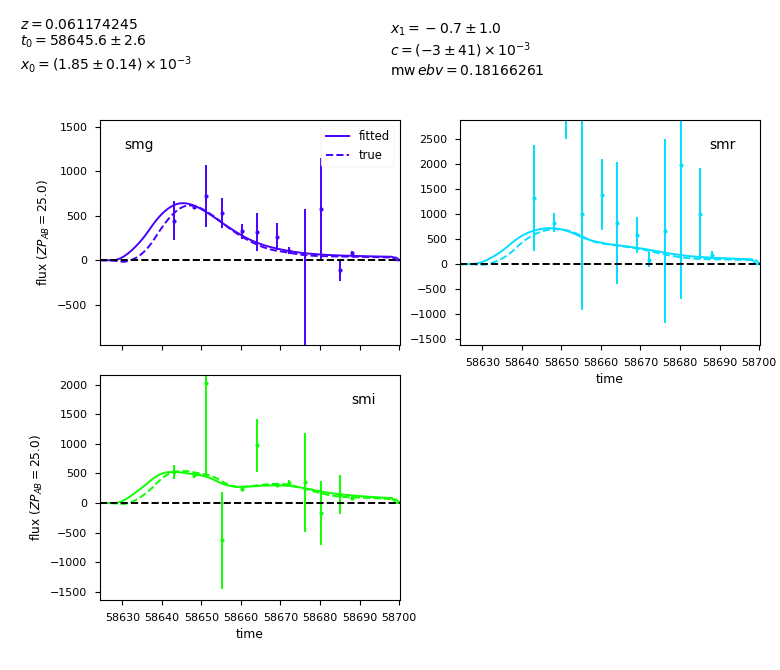 z = 0.061174245
t₀ = 58645.6 ± 2.6
x₀ = (1.85 ± 0.14) × 10⁻³
x₁ = −0.7 ± 1.0
c = (−3 ± 41) × 10⁻³
mw ebv = 0.18166261
1500
1000
500
0
−500
flux (ZP_AB = 25.0)
smg
fitted
true
2500
2000
1500
1000
500
0
−500
−1000
−1500
smr
58630 58640 58650 58660 58670 58680 58690 58700
time
2000
1500
1000
500
0
−500
−1000
−1500
flux (ZP_AB = 25.0)
smi
58630 58640 58650 58660 58670 58680 58690 58700
time